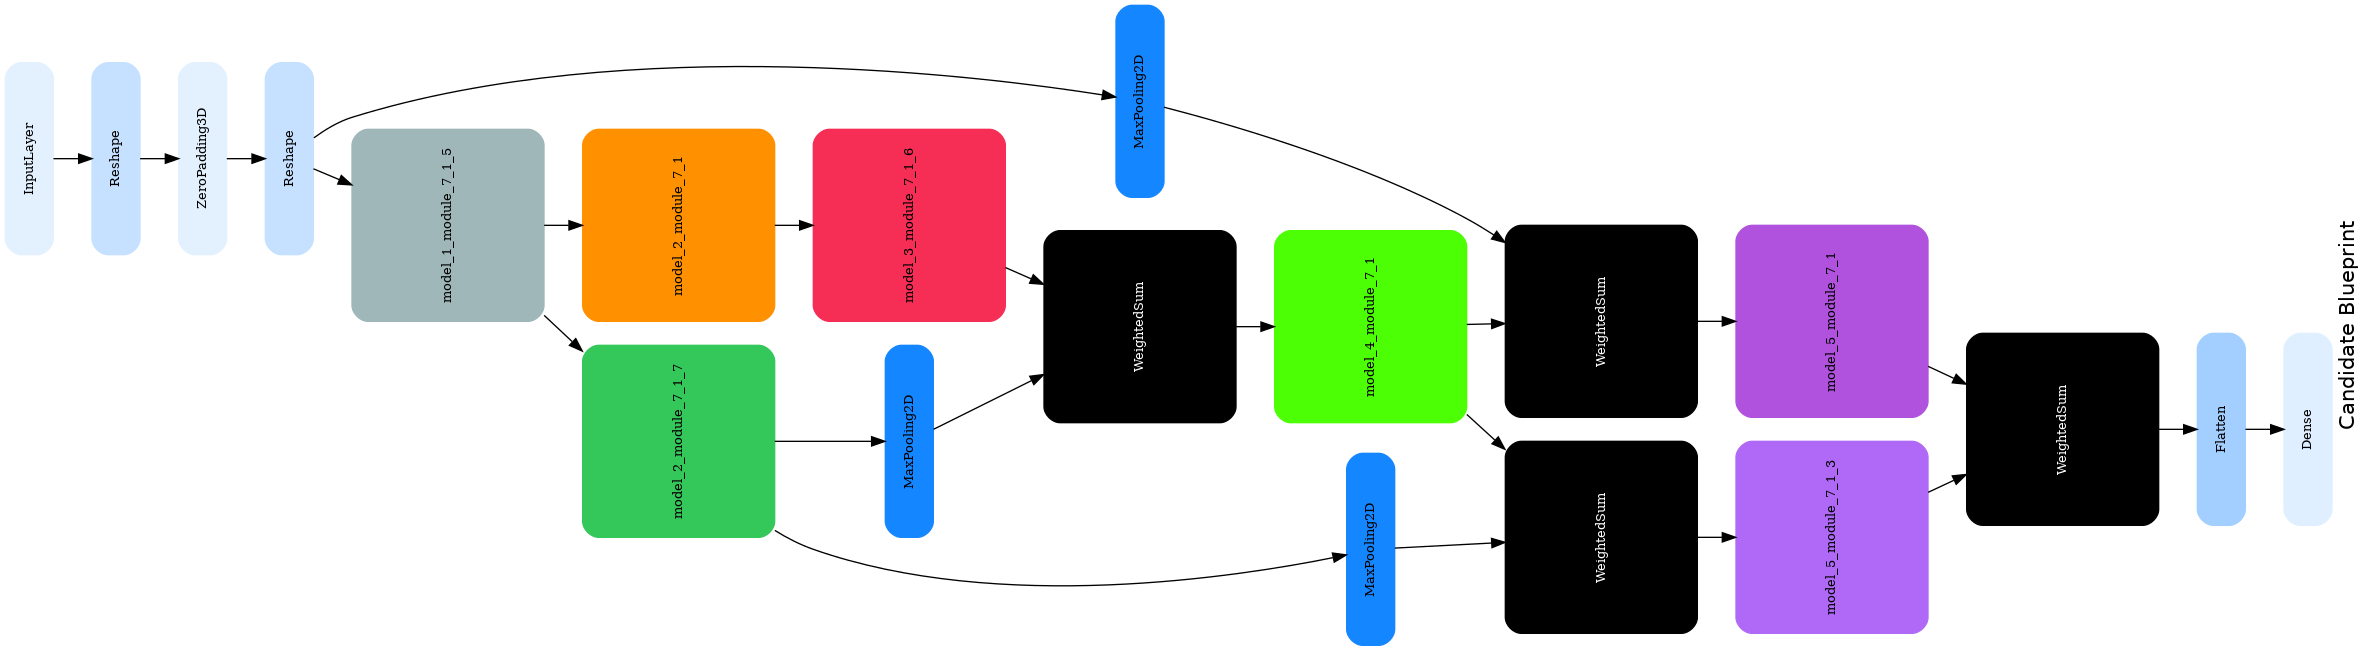 InputLayer
Reshape
ZeroPadding3D
Reshape
model_1_module_7_1_5
model_2_module_7_1
model_2_module_7_1_7
model_3_module_7_1_6
MaxPooling2D
MaxPooling2D
WeightedSum
model_4_module_7_1
MaxPooling2D
WeightedSum
WeightedSum
model_5_module_7_1
model_5_module_7_1_3
WeightedSum
Flatten
Dense
Candidate Blueprint